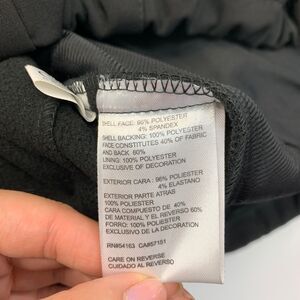 SHELL FACE: 96% POLYESTER
4% SPANDEX
SHELL BACKING: 100% POLYESTER
FACE CONSTITUTES 40% OF FABRIC
AND BACK 60%
LINING: 100% POLYESTER
EXCLUSIVE OF DECORATION
EXTERIOR CARA : 96% POLIESTER
4% ELASTANO
EXTERIOR PARTE ATRAS
100% POLIESTER
CARA COMPUESTO DE 40%
DE MATERIAL Y EL REVERSO 60%
FORRO: 100% POLIESTER
EXCLUSIVO DE LA DECORATION
RN#54163 CA#57151
CARE ON REVERSE
CUIDADO AL REVERSO